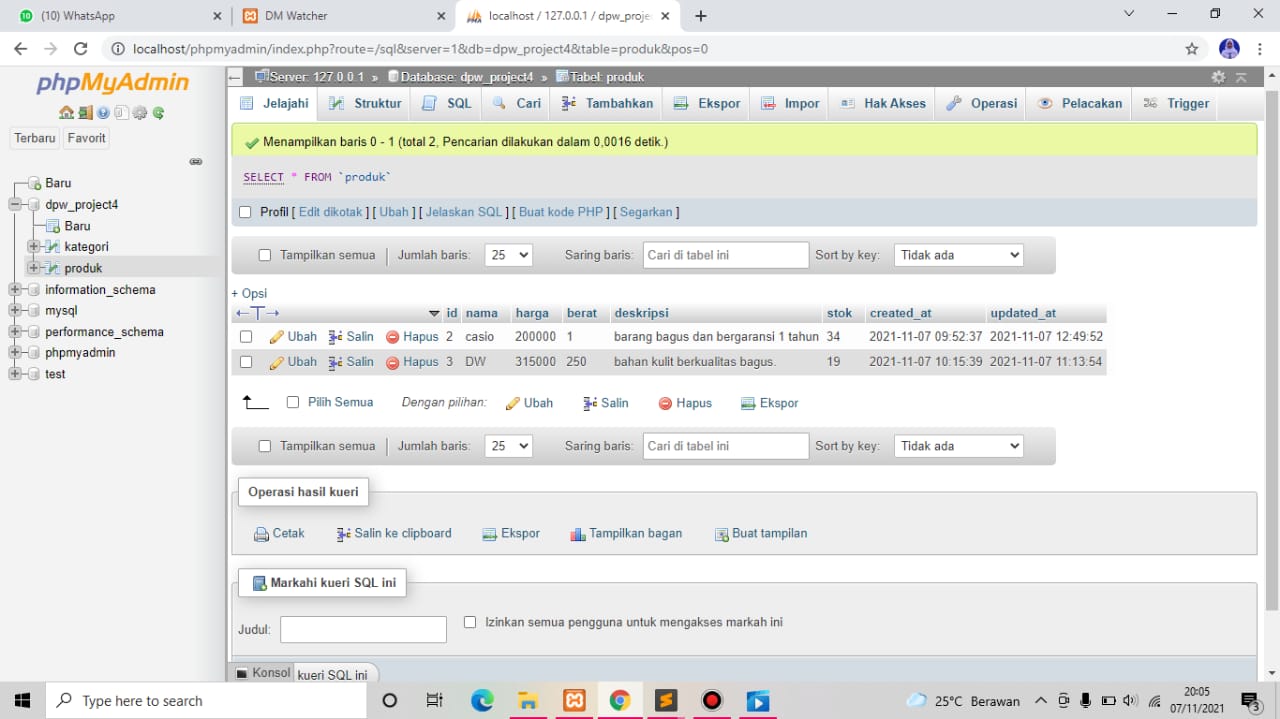 (10) WhatsApp
DM Watcher
localhost / 127.0.0.1 / dpw_proje
localhost/phpmyadmin/index.php?route=/sql&server=1&db=dpw_project4&table=produk&pos=0
phpMyAdmin
Terbaru Favorit
Baru
dpw_project4
Baru
kategori
produk
information_schema
mysql
performance_schema
phpmyadmin
test
Server: 127.0.0.1 » Database: dpw_project4 » Tabel: produk
Jelajahi Struktur SQL Cari Tambahkan Ekspor Impor Hak Akses Operasi Pelacakan Trigger
Menampilkan baris 0 - 1 (total 2, Pencarian dilakukan dalam 0,0016 detik.)
SELECT * FROM `produk`
Profil [ Edit dikotak ] [ Ubah ] [ Jelaskan SQL ] [ Buat kode PHP ] [ Segarkan ]
Tampilkan semua Jumlah baris: 25 Saring baris: Cari di tabel ini Sort by key: Tidak ada
+ Opsi
id nama harga berat deskripsi stok created_at updated_at
Ubah Salin Hapus 2 casio 200000 1 barang bagus dan bergaransi 1 tahun 34 2021-11-07 09:52:37 2021-11-07 12:49:52
Ubah Salin Hapus 3 DW 315000 250 bahan kulit berkualitas bagus. 19 2021-11-07 10:15:39 2021-11-07 11:13:54
Pilih Semua Dengan pilihan: Ubah Salin Hapus Ekspor
Tampilkan semua Jumlah baris: 25 Saring baris: Cari di tabel ini Sort by key: Tidak ada
Operasi hasil kueri
Cetak Salin ke clipboard Ekspor Tampilkan bagan Buat tampilan
Markahi kueri SQL ini
Judul: Izinkan semua pengguna untuk mengakses markah ini
Konsol kueri SQL ini
Type here to search
25°C Berawan
20:05
07/11/2021
3